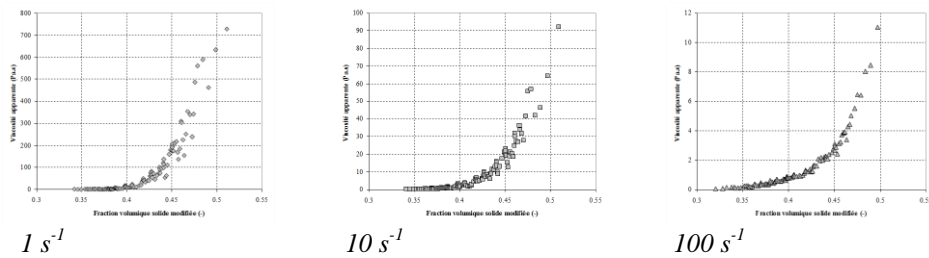 800
700
600
500
400
300
200
100
0
0.3 0.35 0.4 0.45 0.5 0.55
Viscosité apparente (Pa.s)
Fraction volumique solide modifiée (-)
1 s⁻¹
100
90
80
70
60
50
40
30
20
10
0
0.3 0.35 0.4 0.45 0.5 0.55
Viscosité apparente (Pa.s)
Fraction volumique solide modifiée (-)
10 s⁻¹
12
10
8
6
4
2
0
0.3 0.35 0.4 0.45 0.5 0.55
Viscosité apparente (Pa.s)
Fraction volumique solide modifiée (-)
100 s⁻¹